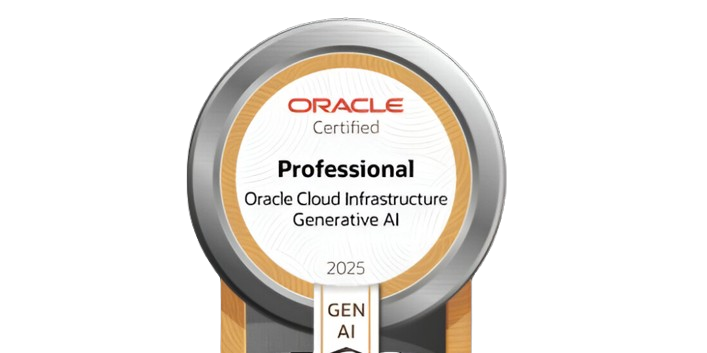 ORACLE
Certified
Professional
Oracle Cloud Infrastructure
Generative AI
2025
GEN
AI